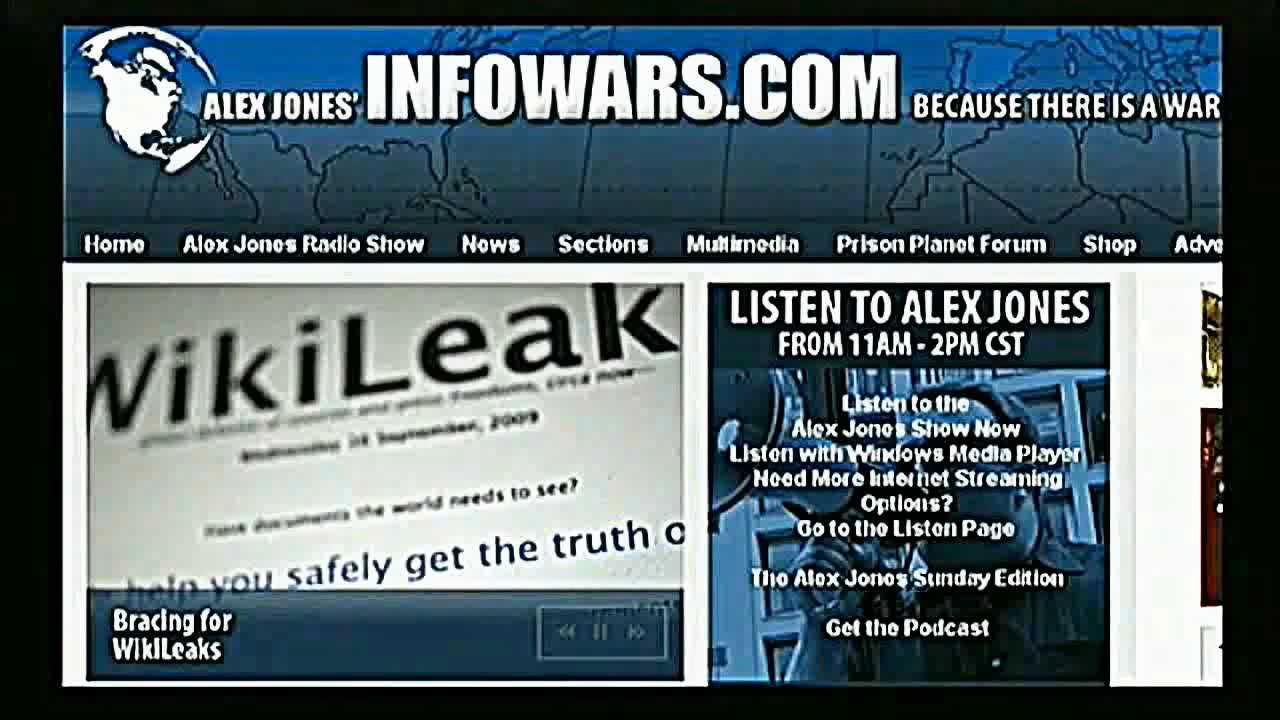 ALEX JONES' INFOWARS.COM BECAUSE THERE IS A WAR
Home Alex Jones Radio Show News Sections Multimedia Prison Planet Forum Shop Adve
WikiLeak
Wednesday 23 September, 2009
Have documents the world needs to see?
help you safely get the truth o
Bracing for
WikiLeaks
LISTEN TO ALEX JONES
FROM 11AM - 2PM CST
Listen to the
Alex Jones Show Now
Listen with Windows Media Player
Need More Internet Streaming
Options?
Go to the Listen Page
The Alex Jones Sunday Edition
Get the Podcast